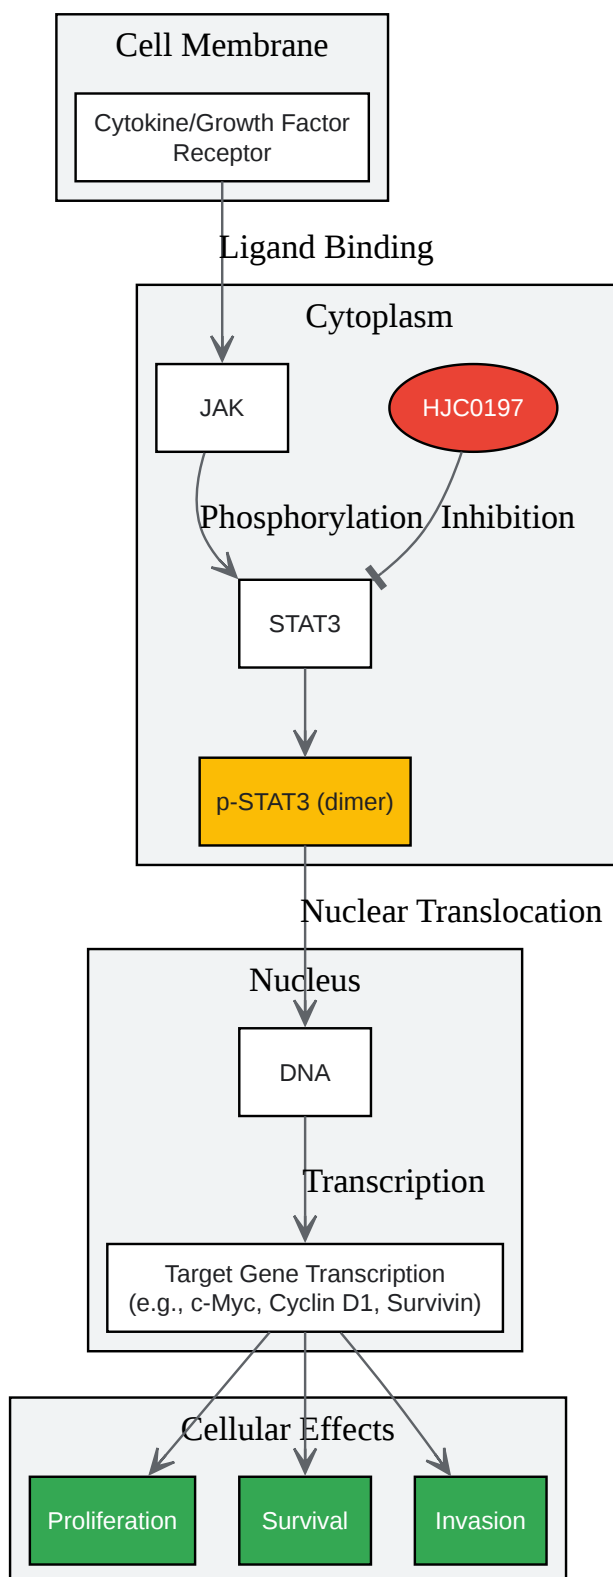 Cell Membrane
Cytokine/Growth Factor
Receptor
Ligand Binding
Cytoplasm
JAK
HJC0197
Phosphorylation
Inhibition
STAT3
p-STAT3 (dimer)
Nuclear Translocation
Nucleus
DNA
Transcription
Target Gene Transcription
(e.g., c-Myc, Cyclin D1, Survivin)
Cellular Effects
Proliferation
Survival
Invasion